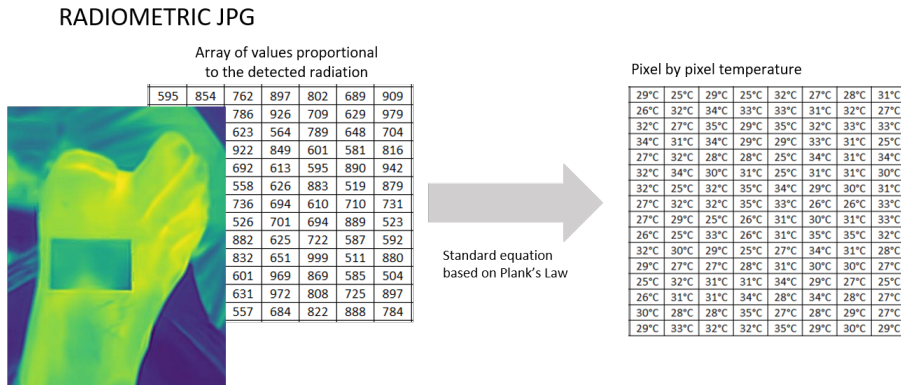 RADIOMETRIC JPG
Array of values proportional
to the detected radiation
595 854 762 897 802 689 909
786 926 709 629 979
623 564 789 648 704
922 849 601 581 816
692 613 595 890 942
558 626 883 519 879
736 694 610 710 731
526 701 694 889 523
882 625 722 587 592
832 651 999 511 880
601 969 869 585 504
631 972 808 725 897
557 684 822 888 784
Standard equation
based on Plank's Law
Pixel by pixel temperature
29°C 25°C 29°C 25°C 32°C 27°C 28°C 31°C
26°C 32°C 34°C 33°C 33°C 31°C 32°C 27°C
32°C 27°C 35°C 29°C 35°C 32°C 33°C 33°C
34°C 31°C 34°C 29°C 29°C 33°C 31°C 25°C
27°C 32°C 28°C 28°C 25°C 34°C 31°C 34°C
32°C 34°C 30°C 31°C 25°C 31°C 31°C 30°C
32°C 25°C 32°C 35°C 34°C 29°C 30°C 31°C
27°C 32°C 32°C 35°C 33°C 26°C 26°C 33°C
27°C 29°C 25°C 26°C 31°C 30°C 31°C 33°C
26°C 25°C 33°C 26°C 31°C 35°C 35°C 32°C
32°C 30°C 29°C 25°C 27°C 34°C 31°C 28°C
29°C 27°C 27°C 28°C 31°C 30°C 30°C 27°C
25°C 32°C 31°C 31°C 34°C 29°C 27°C 25°C
26°C 31°C 31°C 34°C 28°C 34°C 28°C 27°C
30°C 28°C 28°C 35°C 27°C 28°C 29°C 27°C
29°C 33°C 32°C 32°C 35°C 29°C 30°C 29°C